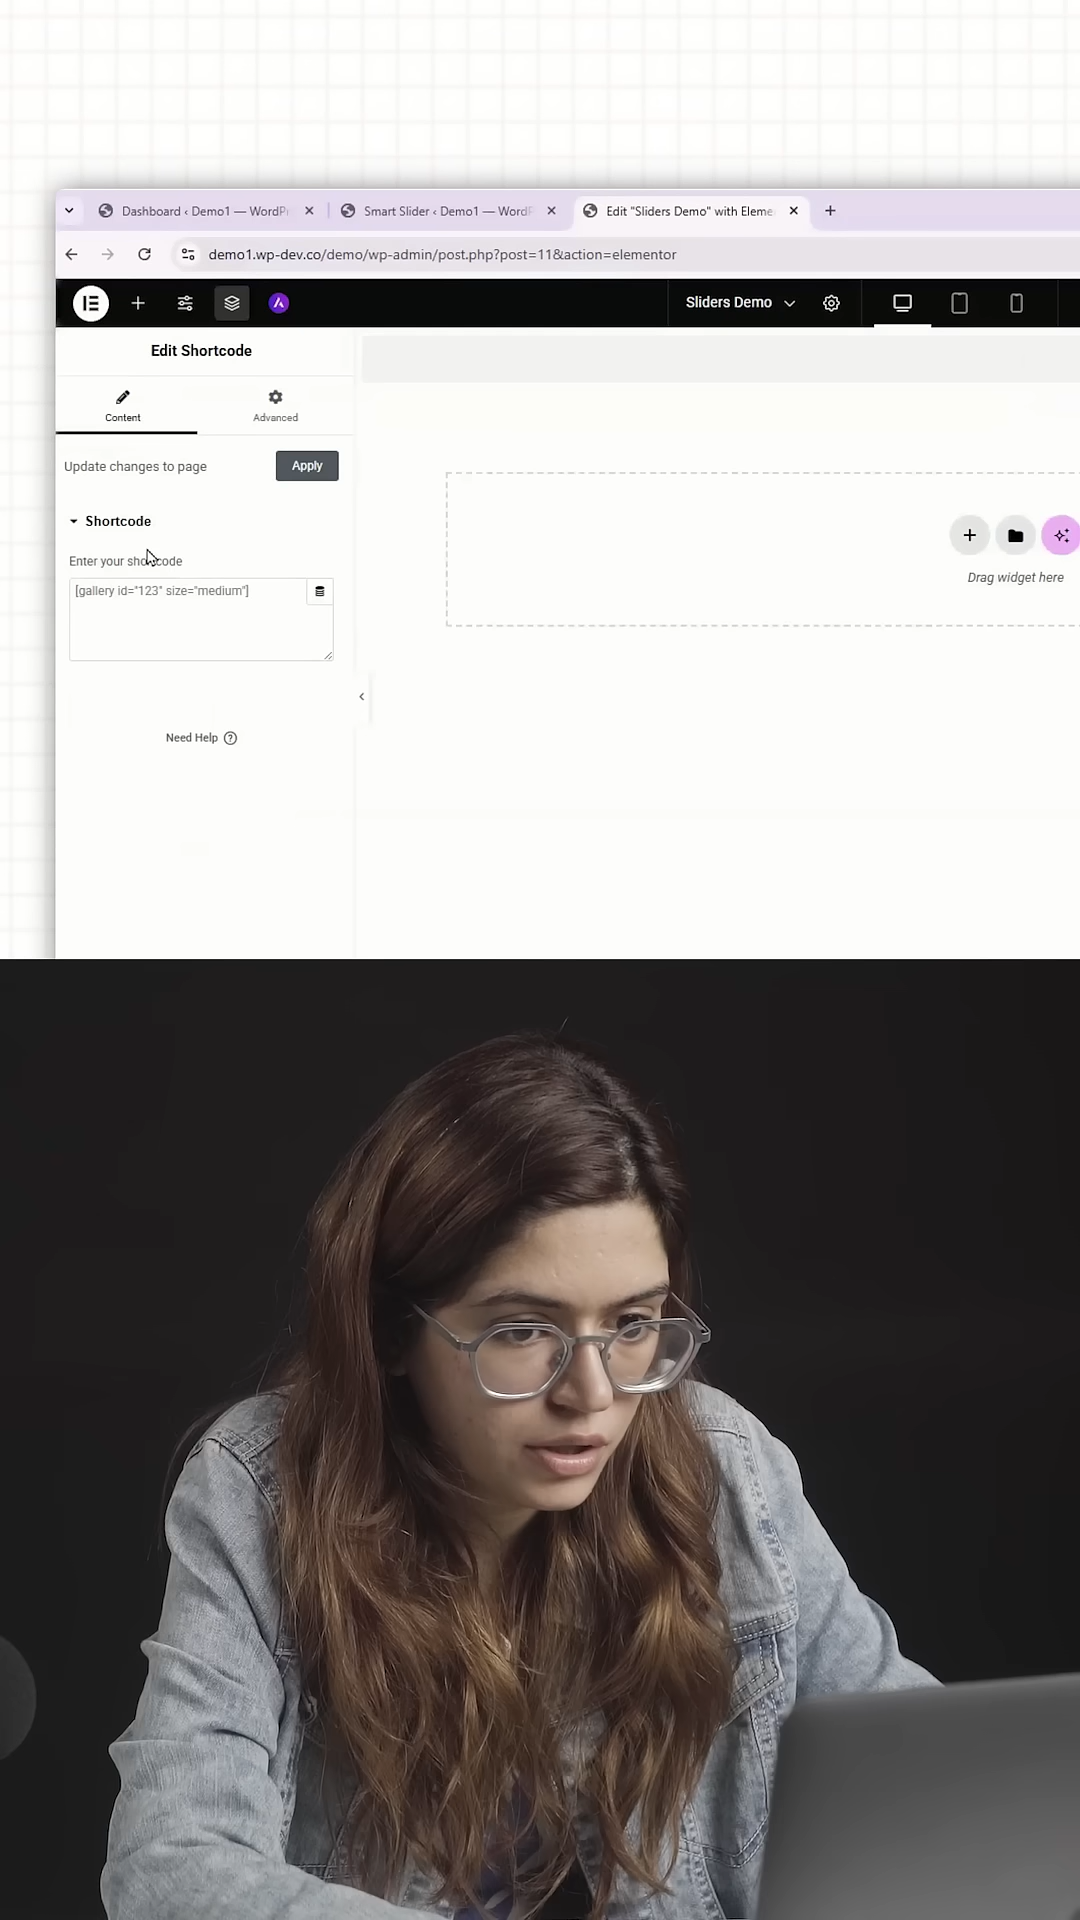 Dashboard ‹ Demo1 — WordPr
Smart Slider ‹ Demo1 — WordP
Edit "Sliders Demo" with Eleme
demo1.wp-dev.co/demo/wp-admin/post.php?post=11&action=elementor
Sliders Demo
Edit Shortcode
Content
Advanced
Update changes to page
Apply
Shortcode
Enter your shortcode
[gallery id="123" size="medium"]
Drag widget here
Need Help